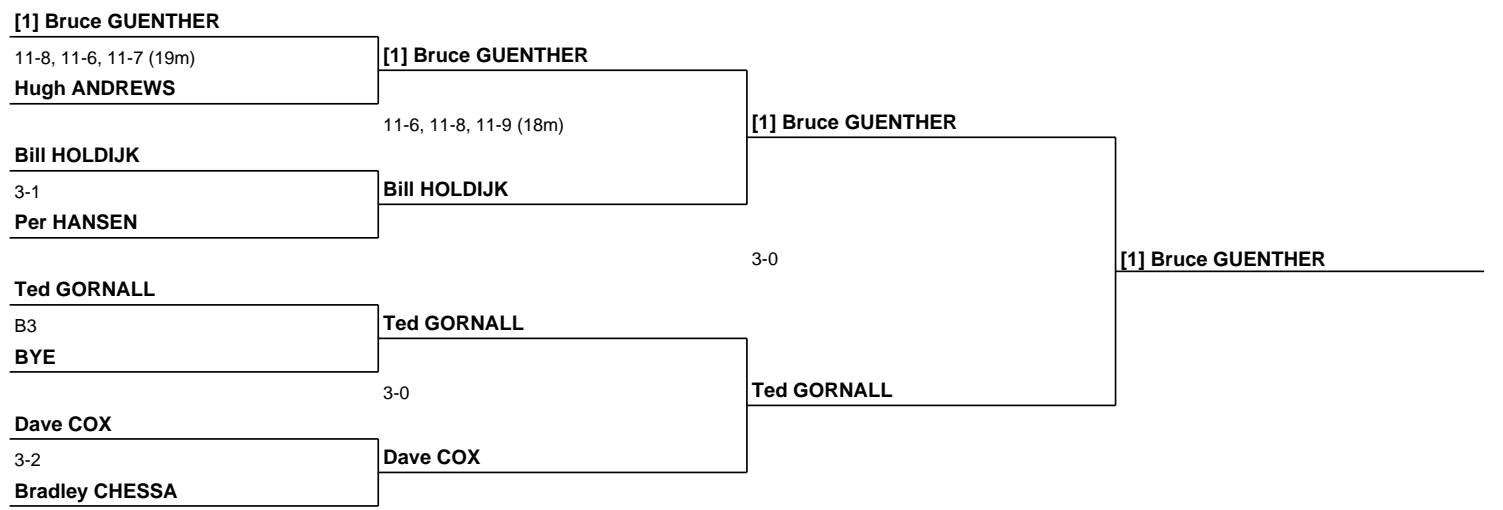 [1] Bruce GUENTHER
11-8, 11-6, 11-7 (19m)
[1] Bruce GUENTHER
Hugh ANDREWS
11-6, 11-8, 11-9 (18m)
[1] Bruce GUENTHER
Bill HOLDIJK
3-1
Bill HOLDIJK
Per HANSEN
3-0
[1] Bruce GUENTHER
Ted GORNALL
B3
Ted GORNALL
BYE
3-0
Ted GORNALL
Dave COX
3-2
Dave COX
Bradley CHESSA